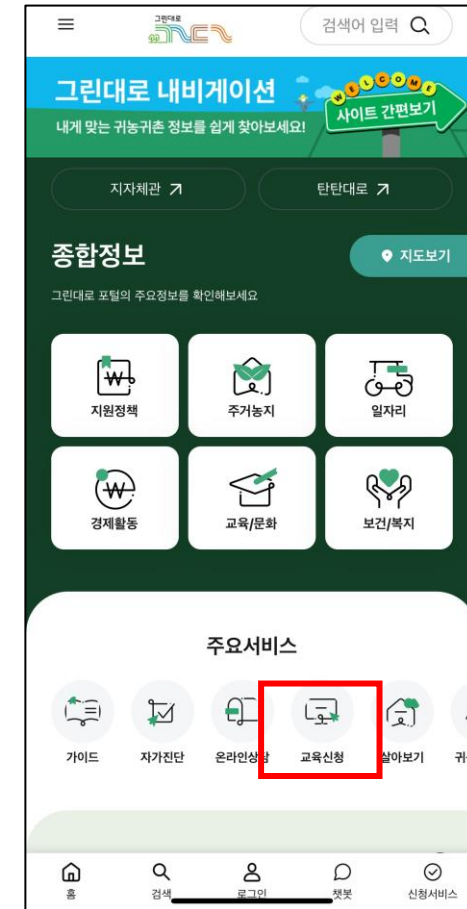 그린대로
검색어 입력
그린대로 내비게이션
내게 맞는 귀농귀촌 정보를 쉽게 찾아보세요!
WELCOME
사이트 간편보기
지자체관
탄탄대로
종합정보
지도보기
그린대로 포털의 주요정보를 확인해보세요
지원정책 주거농지 일자리
경제활동 교육/문화 보건/복지
주요서비스
가이드 자가진단 온라인상담 교육신청 살아보기
홈 검색 로그인 챗봇 신청서비스